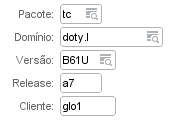 Pacote: tc
Domínio: doty.l
Versão: B61U
Release: a7
Cliente: glo1